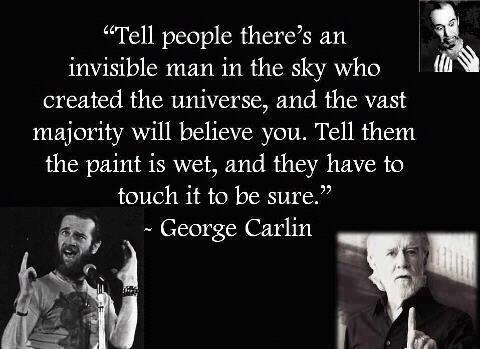 “Tell people there’s an
invisible man in the sky who
created the universe, and the vast
majority will believe you. Tell them
the paint is wet, and they have to
touch it to be sure.”
~ George Carlin